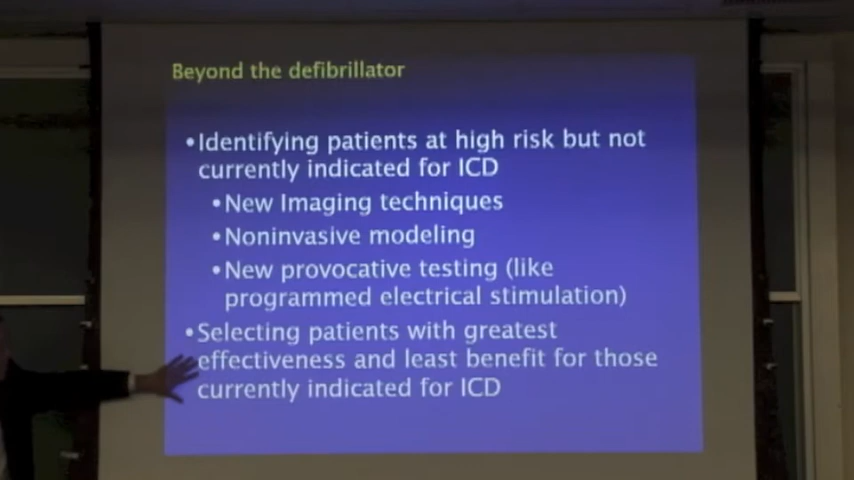 Beyond the defibrillator
•Identifying patients at high risk but not
currently indicated for ICD
•New Imaging techniques
•Noninvasive modeling
•New provocative testing (like
programmed electrical stimulation)
•Selecting patients with greatest
effectiveness and least benefit for those
currently indicated for ICD